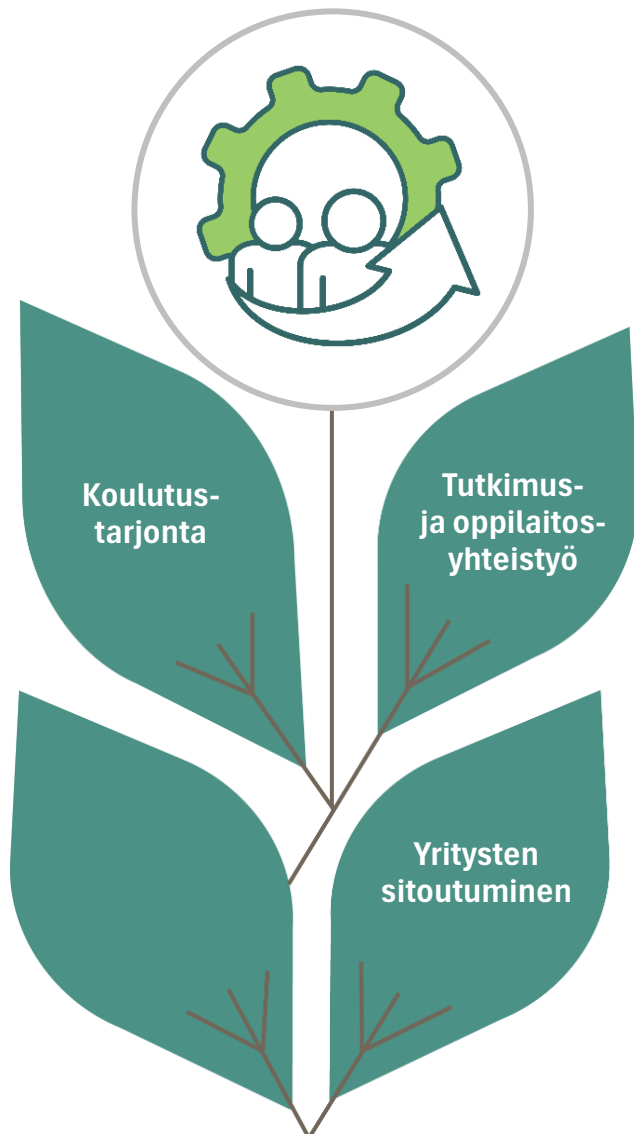 Koulutus-
tarjonta
Tutkimus-
ja oppilaitos-
yhteistyö
Yritysten
sitoutuminen